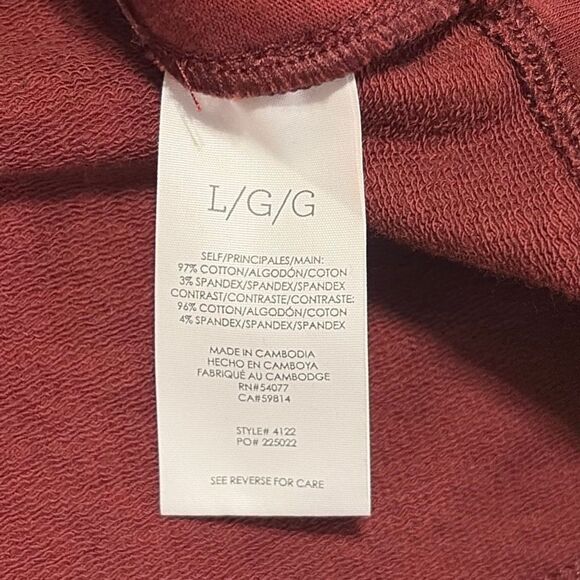 L/G/G
SELF/PRINCIPALES/MAIN:
97% COTTON/ALGODÓN/COTON
3% SPANDEX/SPANDEX/SPANDEX
CONTRAST/CONTRASTE/CONTRASTE:
96% COTTON/ALGODÓN/COTON
4% SPANDEX/SPANDEX/SPANDEX
MADE IN CAMBODIA
HECHO EN CAMBOYA
FABRIQUÉ AU CAMBODGE
RN#54077
CA#59814
STYLE# 4122
PO# 225022
SEE REVERSE FOR CARE